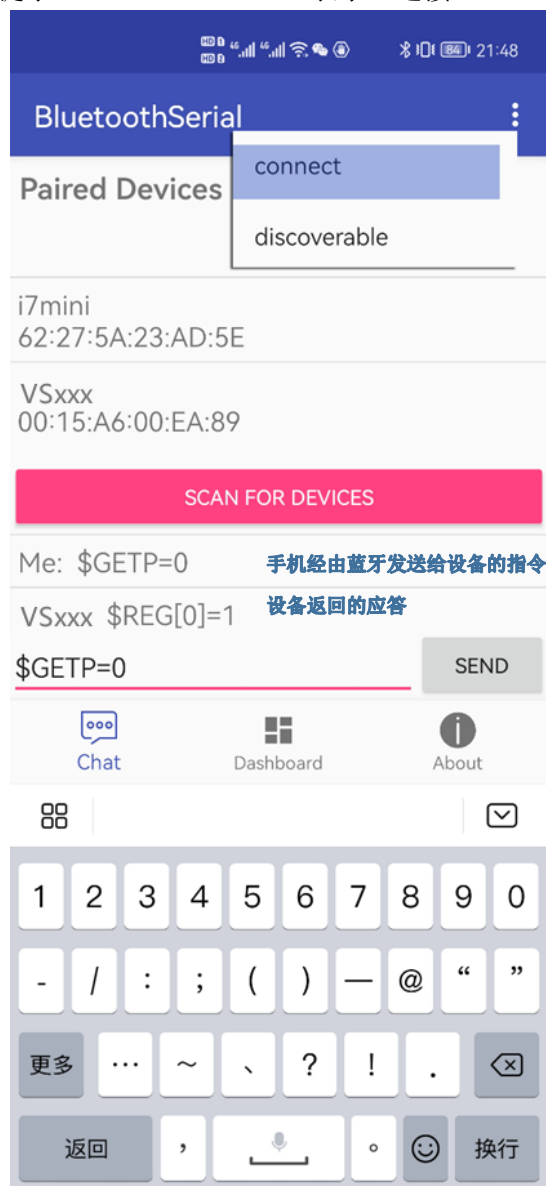 HD HD 84 21:48
BluetoothSerial
connect
Paired Devices
discoverable
i7mini
62:27:5A:23:AD:5E
VSxxx
00:15:A6:00:EA:89
SCAN FOR DEVICES
Me: $GETP=0 手机经由蓝牙发送给设备的指令
VSxxx $REG[0]=1 设备返回的应答
$GETP=0 SEND
Chat Dashboard About
1 2 3 4 5 6 7 8 9 0
- / : ; ( ) — @ “ ”
更多 … ~ 、 ? ! .
返回 , 。 换行